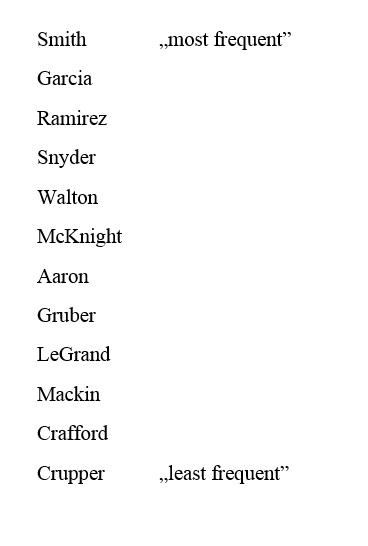 Smith „most frequent”
Garcia
Ramirez
Snyder
Walton
McKnight
Aaron
Gruber
LeGrand
Mackin
Crafford
Crupper „least frequent”